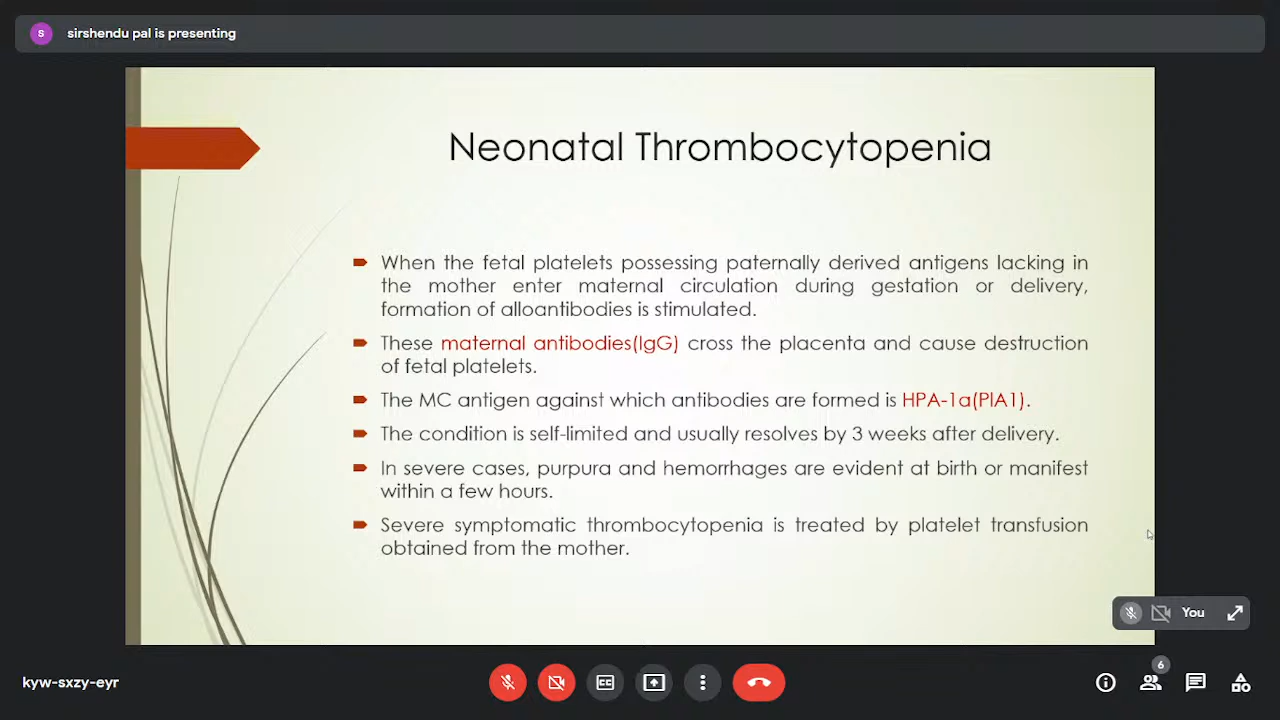 S
sirshendu pal is presenting
Neonatal Thrombocytopenia
When the fetal platelets possessing paternally derived antigens lacking in
the mother enter maternal circulation during gestation or delivery,
formation of alloantibodies is stimulated.
These maternal antibodies(IgG) cross the placenta and cause destruction
of fetal platelets.
The MC antigen against which antibodies are formed is HPA-1a(PlA1).
The condition is self-limited and usually resolves by 3 weeks after delivery.
In severe cases, purpura and hemorrhages are evident at birth or manifest
within a few hours.
Severe symptomatic thrombocytopenia is treated by platelet transfusion
obtained from the mother.
You
kyw-sxzy-eyr
CC
6